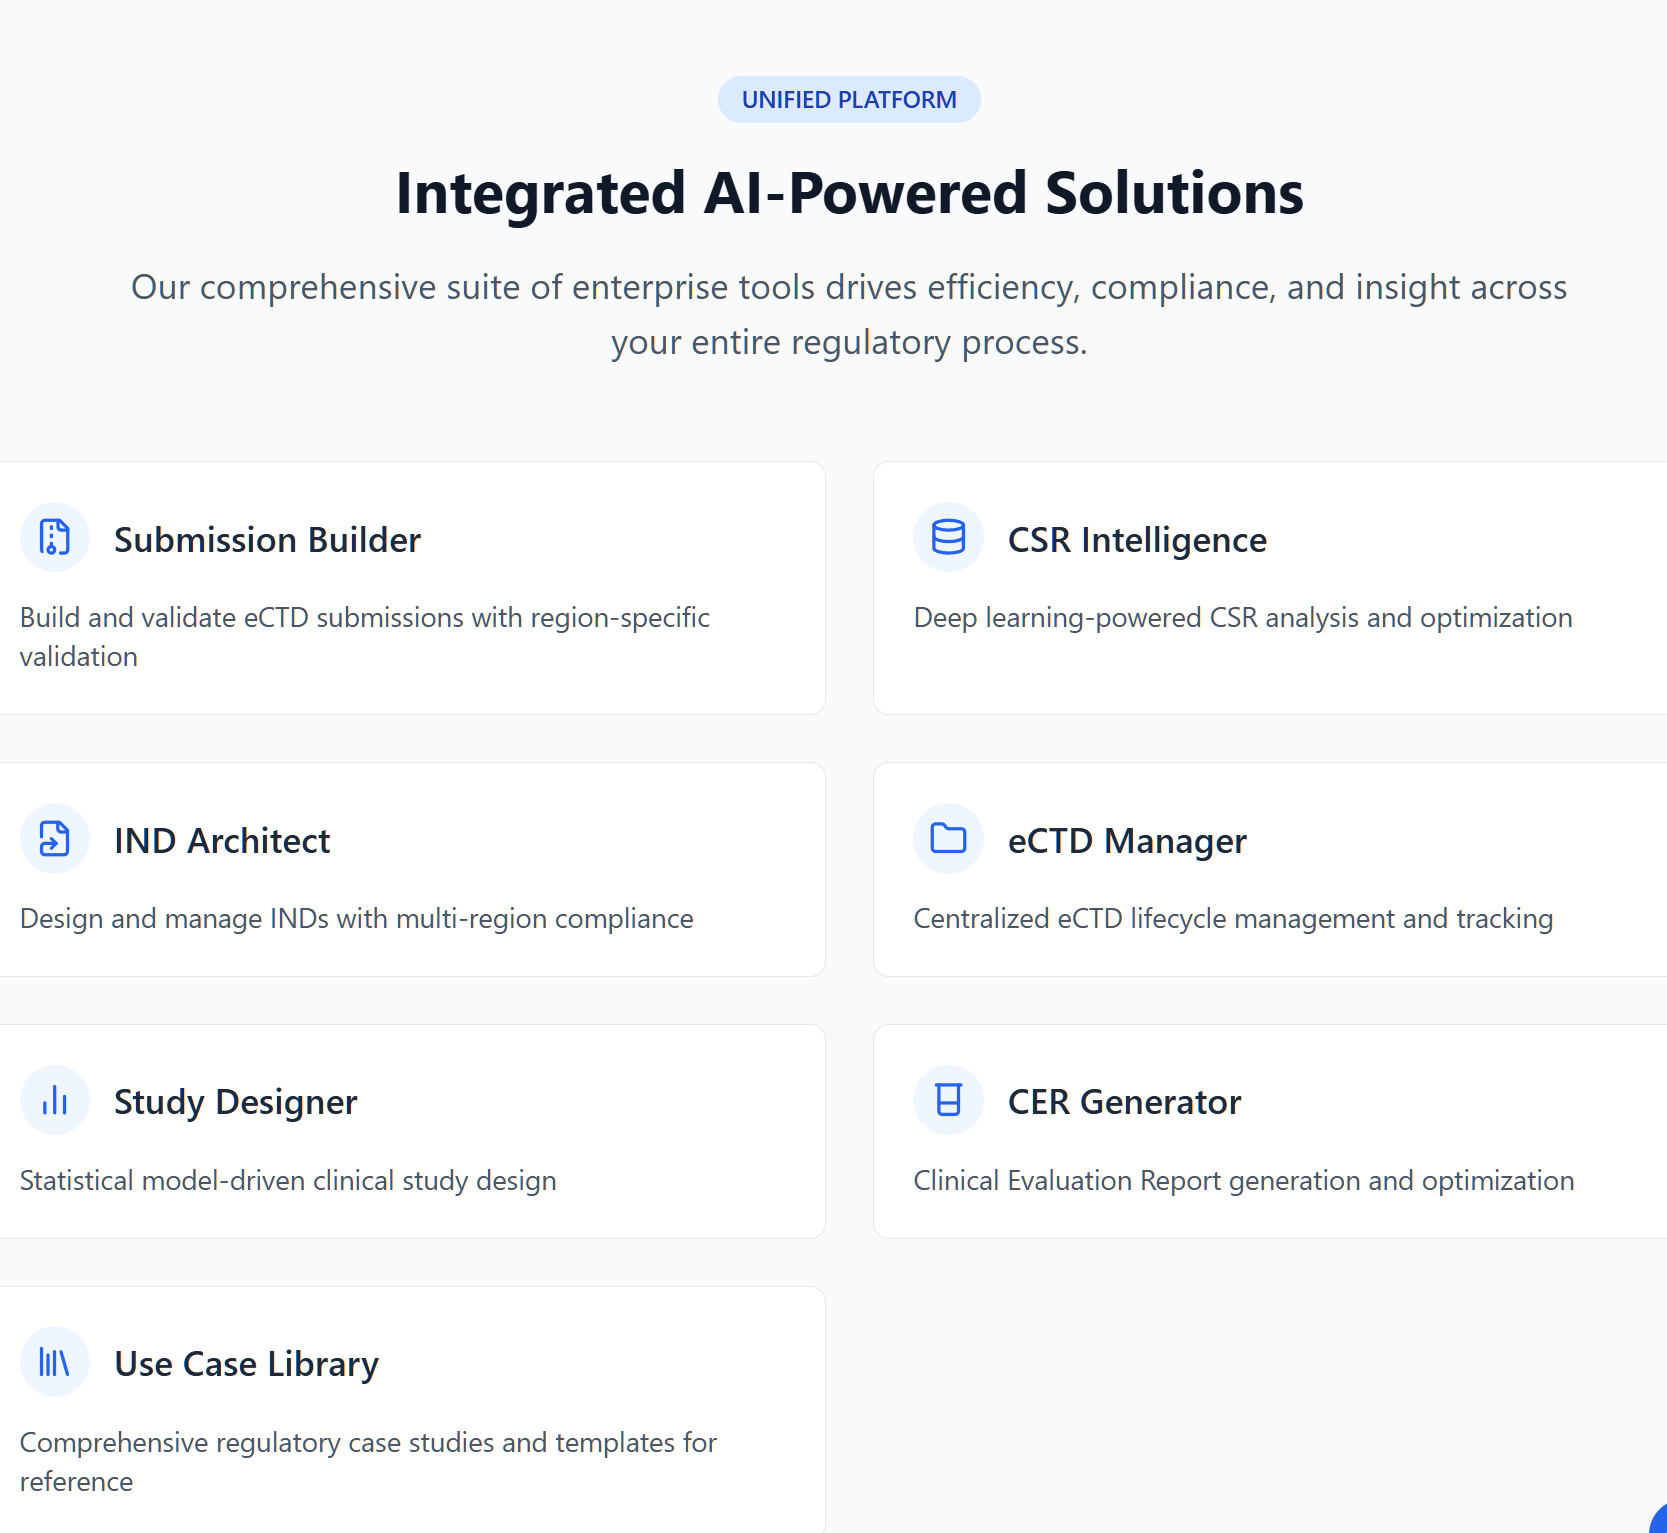 UNIFIED PLATFORM
Integrated AI-Powered Solutions
Our comprehensive suite of enterprise tools drives efficiency, compliance, and insight across
your entire regulatory process.
Submission Builder
Build and validate eCTD submissions with region-specific
validation
CSR Intelligence
Deep learning-powered CSR analysis and optimization
IND Architect
Design and manage INDs with multi-region compliance
eCTD Manager
Centralized eCTD lifecycle management and tracking
Study Designer
Statistical model-driven clinical study design
CER Generator
Clinical Evaluation Report generation and optimization
Use Case Library
Comprehensive regulatory case studies and templates for
reference